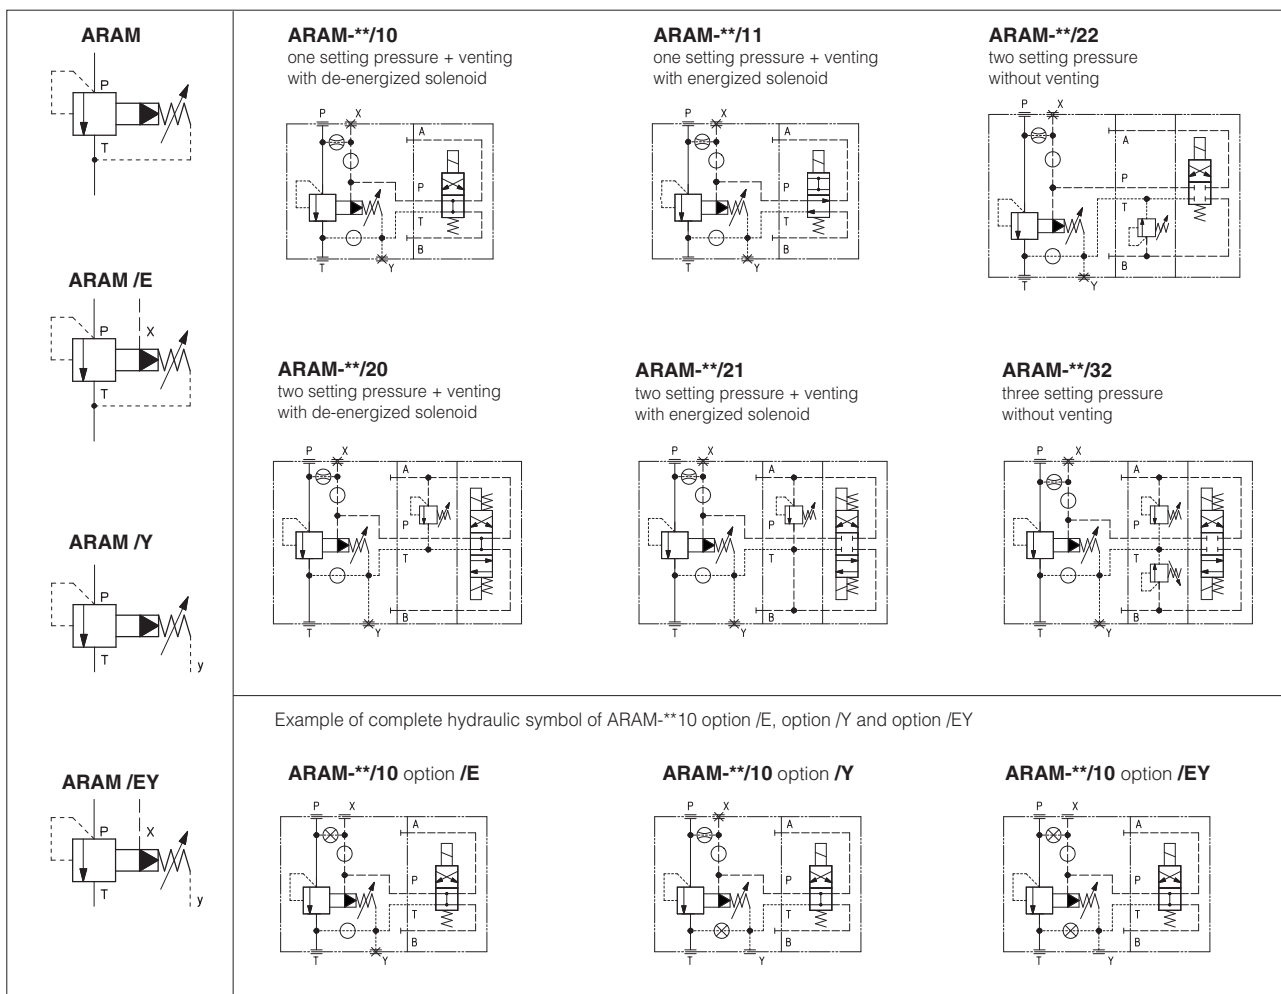 ARAM
P
T
ARAM /E
P
X
T
ARAM /Y
P
T
y
ARAM /EY
P
X
T
y
ARAM-**/10
one setting pressure + venting
with de-energized solenoid
P
X
A
P
T
B
T
Y
ARAM-**/11
one setting pressure + venting
with energized solenoid
P
X
A
P
T
B
T
Y
ARAM-**/22
two setting pressure
without venting
P
X
A
P
T
B
T
Y
ARAM-**/20
two setting pressure + venting
with de-energized solenoid
P
X
A
P
T
B
T
Y
ARAM-**/21
two setting pressure + venting
with energized solenoid
P
X
A
P
T
B
T
Y
ARAM-**/32
three setting pressure
without venting
P
X
A
P
T
B
T
Y
Example of complete hydraulic symbol of ARAM-**10 option /E, option /Y and option /EY
ARAM-**/10 option /E
P
X
A
P
T
B
T
Y
ARAM-**/10 option /Y
P
X
A
P
T
B
T
Y
ARAM-**/10 option /EY
P
X
A
P
T
B
T
Y